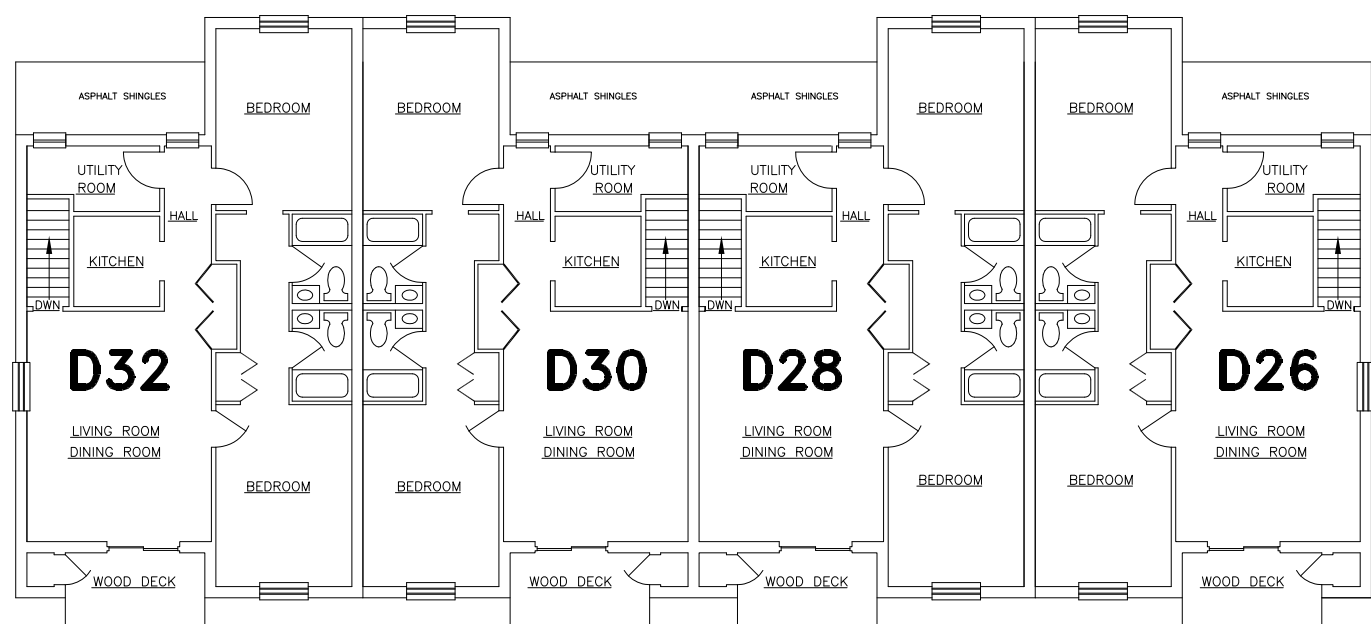 ASPHALT SHINGLES
BEDROOM
BEDROOM
ASPHALT SHINGLES
ASPHALT SHINGLES
BEDROOM
BEDROOM
ASPHALT SHINGLES
UTILITY
ROOM
UTILITY
ROOM
UTILITY
ROOM
UTILITY
ROOM
HALL
HALL
HALL
HALL
KITCHEN
KITCHEN
KITCHEN
KITCHEN
DWN
DWN
DWN
DWN
D32
D30
D28
D26
LIVING ROOM
DINING ROOM
LIVING ROOM
DINING ROOM
LIVING ROOM
DINING ROOM
LIVING ROOM
DINING ROOM
BEDROOM
BEDROOM
BEDROOM
BEDROOM
WOOD DECK
WOOD DECK
WOOD DECK
WOOD DECK